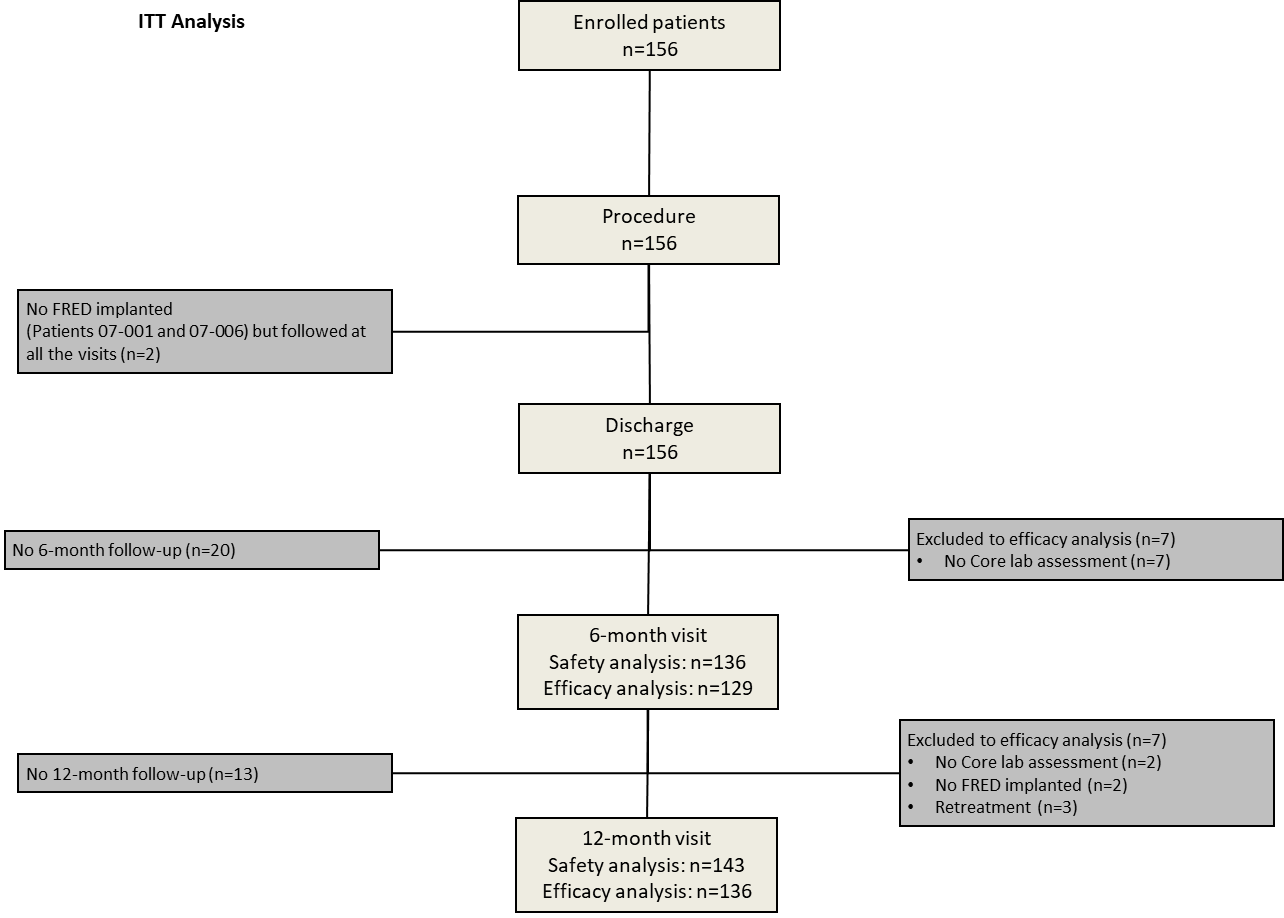 ITT Analysis
Enrolled patients
n=156
Procedure
n=156
No FRED implanted
(Patients 07-001 and 07-006) but followed at
all the visits (n=2)
Discharge
n=156
No 6-month follow-up (n=20)
Excluded to efficacy analysis (n=7)
• No Core lab assessment (n=7)
6-month visit
Safety analysis: n=136
Efficacy analysis: n=129
No 12-month follow-up (n=13)
Excluded to efficacy analysis (n=7)
• No Core lab assessment (n=2)
• No FRED implanted (n=2)
• Retreatment (n=3)
12-month visit
Safety analysis: n=143
Efficacy analysis: n=136